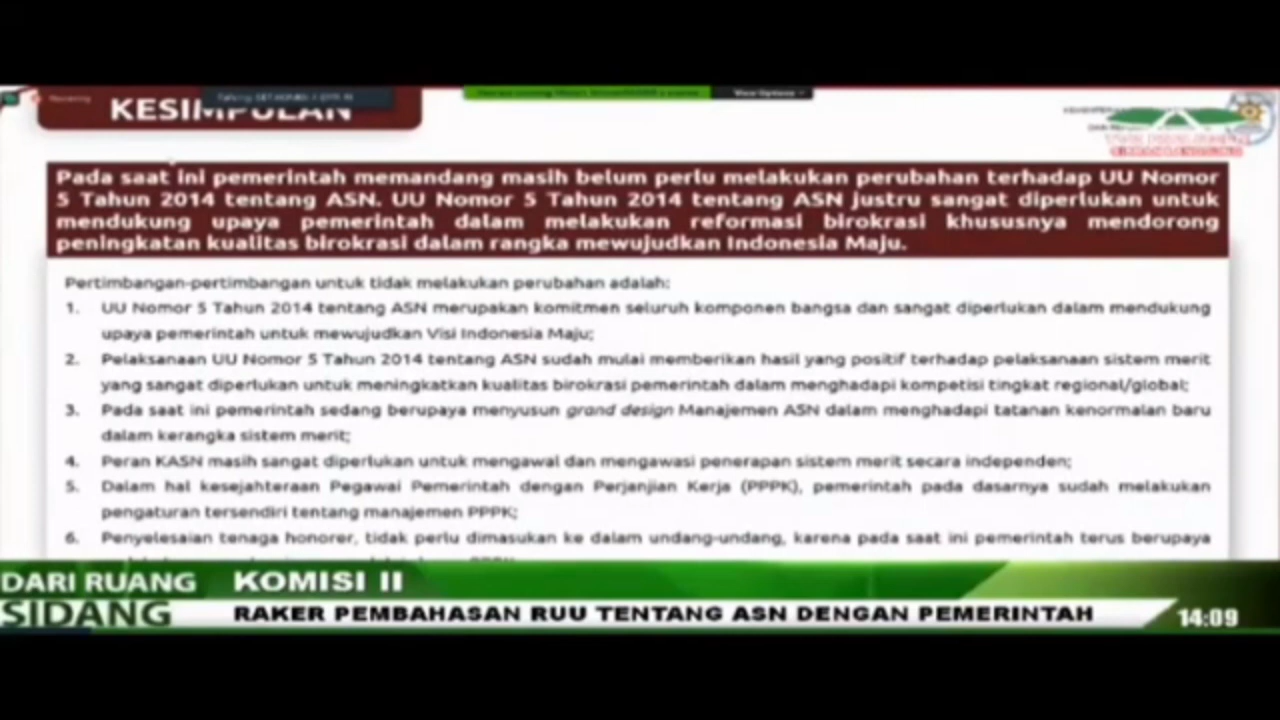 KESIMPULAN
Pada saat ini pemerintah memandang masih belum perlu melakukan perubahan terhadap UU Nomor
5 Tahun 2014 tentang ASN. UU Nomor 5 Tahun 2014 tentang ASN justru sangat diperlukan untuk
mendukung upaya pemerintah dalam melakukan reformasi birokrasi khususnya mendorong
peningkatan kualitas birokrasi dalam rangka mewujudkan Indonesia Maju.
Pertimbangan-pertimbangan untuk tidak melakukan perubahan adalah:
1. UU Nomor 5 Tahun 2014 tentang ASN merupakan komitmen seluruh komponen bangsa dan sangat diperlukan dalam mendukung
upaya pemerintah untuk mewujudkan Visi Indonesia Maju;
2. Pelaksanaan UU Nomor 5 Tahun 2014 tentang ASN sudah mulai memberikan hasil yang positif terhadap pelaksanaan sistem merit
yang sangat diperlukan untuk meningkatkan kualitas birokrasi pemerintah dalam menghadapi kompetisi tingkat regional/global;
3. Pada saat ini pemerintah sedang berupaya menyusun grand design Manajemen ASN dalam menghadapi tatanan kenormalan baru
dalam kerangka sistem merit;
4. Peran KASN masih sangat diperlukan untuk mengawal dan mengawasi penerapan sistem merit secara independen;
5. Dalam hal kesejahteraan Pegawai Pemerintah dengan Perjanjian Kerja (PPPK), pemerintah pada dasarnya sudah melakukan
pengaturan tersendiri tentang manajemen PPPK;
6. Penyelesaian tenaga honorer, tidak perlu dimasukan ke dalam undang-undang, karena pada saat ini pemerintah terus berupaya
DARI RUANG
SIDANG
KOMISI II
RAKER PEMBAHASAN RUU TENTANG ASN DENGAN PEMERINTAH
14:09